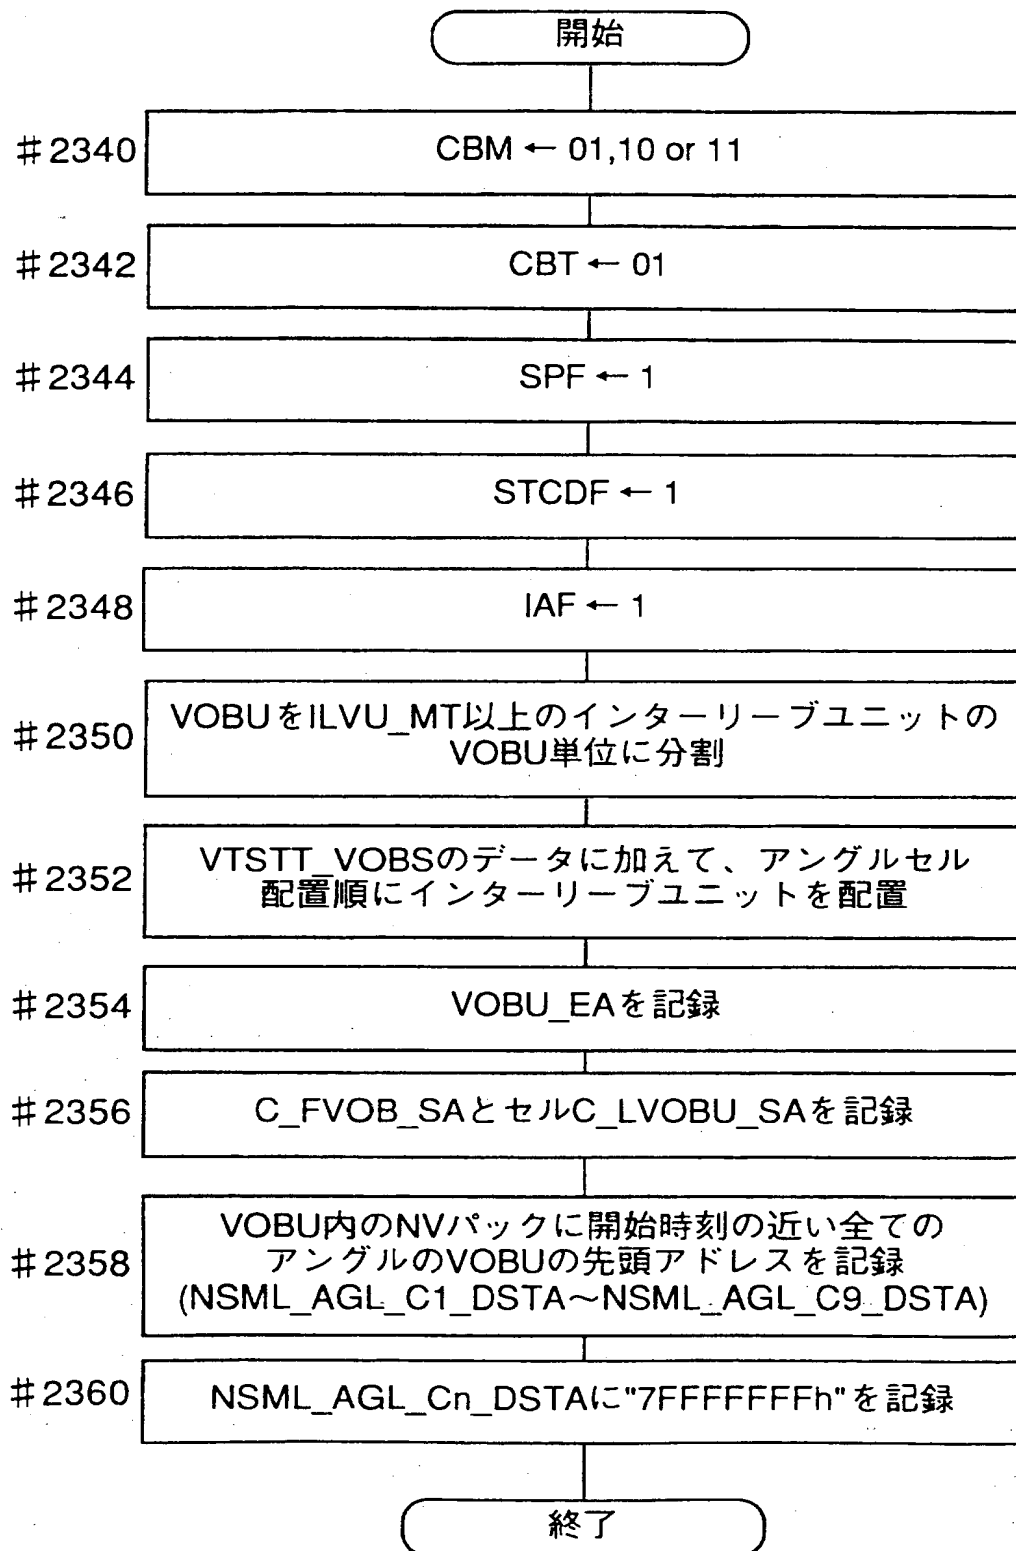 開始
#2340
CBM ← 01,10 or 11
#2342
CBT ← 01
#2344
SPF ← 1
#2346
STCDF ← 1
#2348
IAF ← 1
#2350
VOBUをILVU_MT以上のインターリーブユニットの
VOBU単位に分割
#2352
VTSTT_VOBSのデータに加えて、アングルセル
配置順にインターリーブユニットを配置
#2354
VOBU_EAを記録
#2356
C_FVOB_SAとセルC_LVOBU_SAを記録
#2358
VOBU内のNVパックに開始時刻の近い全ての
アングルのVOBUの先頭アドレスを記録
(NSML_AGL_C1_DSTA～NSML_AGL_C9_DSTA)
#2360
NSML_AGL_Cn_DSTAに"7FFFFFFFh"を記録
終了